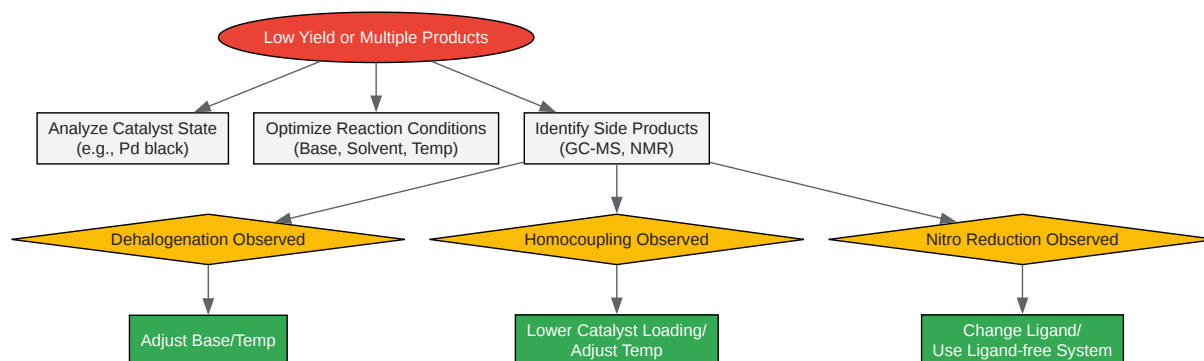 Low Yield or Multiple Products
Analyze Catalyst State
(e.g., Pd black)
Optimize Reaction Conditions
(Base, Solvent, Temp)
Identify Side Products
(GC-MS, NMR)
Dehalogenation Observed
Homocoupling Observed
Nitro Reduction Observed
Adjust Base/Temp
Lower Catalyst Loading/
Adjust Temp
Change Ligand/
Use Ligand-free System